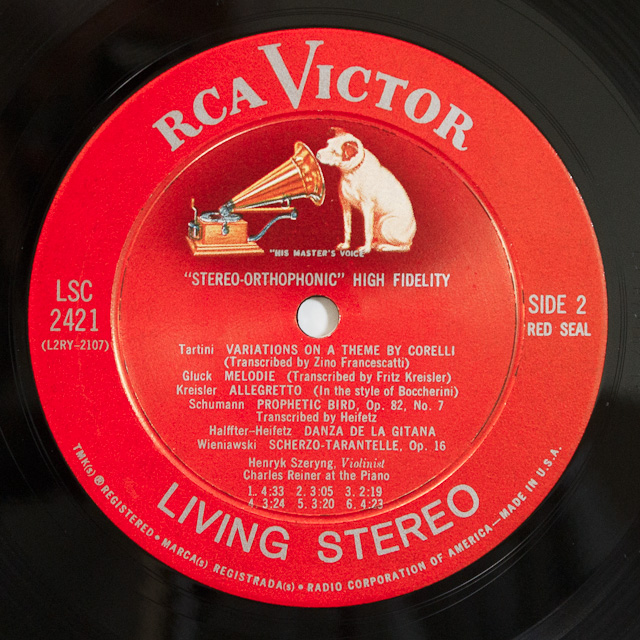 RCA VICTOR
"HIS MASTER'S VOICE"
"STEREO-ORTHOPHONIC" HIGH FIDELITY
LSC
2421
(L2RY-2107)
SIDE 2
RED SEAL
Tartini VARIATIONS ON A THEME BY CORELLI
(Transcribed by Zino Francescatti)
Gluck MELODIE (Transcribed by Fritz Kreisler)
Kreisler ALLEGRETTO (In the style of Boccherini)
Schumann PROPHETIC BIRD, Op. 82, No. 7
Transcribed by Heifetz
Halffter-Heifetz DANZA DE LA GITANA
Wieniawski SCHERZO-TARANTELLE, Op. 16
Henryk Szeryng, Violinist
Charles Reiner at the Piano
1. 4:33 2. 3:05 3. 2:19
4. 3:24 5. 3:20 6. 4:23
LIVING STEREO
TMK(s) ® REGISTERED • MARCA(s) REGISTRADA(s) • RADIO CORPORATION OF AMERICA—MADE IN U.S.A.